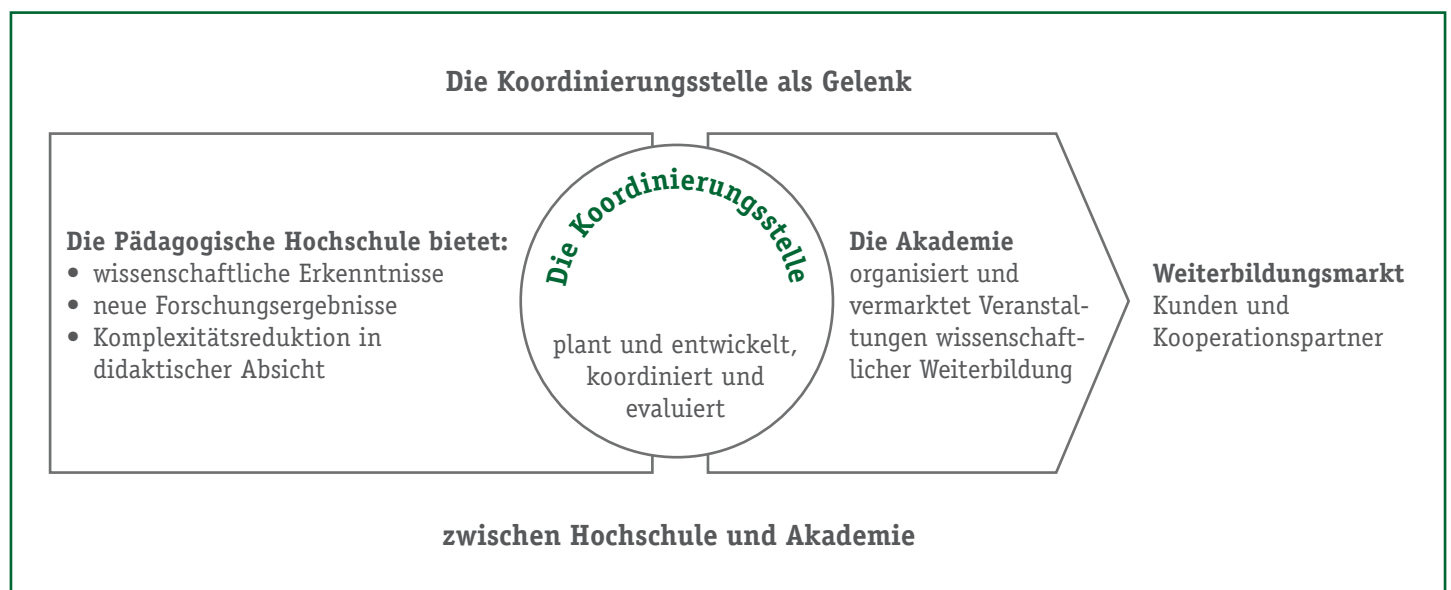 Die Koordinierungsstelle als Gelenk
Die Pädagogische Hochschule bietet:
• wissenschaftliche Erkenntnisse
• neue Forschungsergebnisse
• Komplexitätsreduktion in
didaktischer Absicht
Die Koordinierungsstelle
plant und entwickelt,
koordiniert und
evaluiert
Die Akademie
organisiert und
vermarktet Veranstal-
tungen wissenschaft-
licher Weiterbildung
Weiterbildungsmarkt
Kunden und
Kooperationspartner
zwischen Hochschule und Akademie